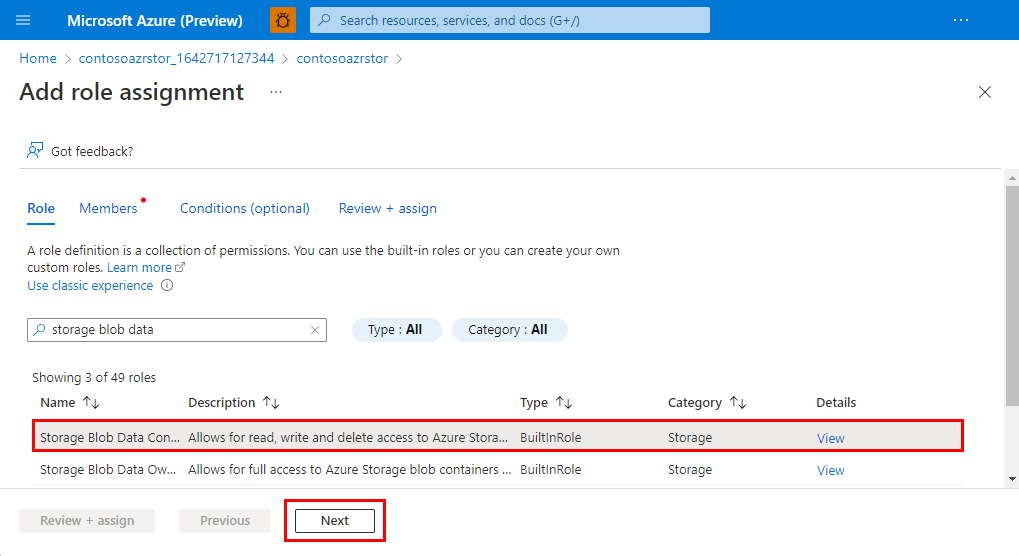 Microsoft Azure (Preview)
Search resources, services, and docs (G+/)
...
Home > contosoazrstor_1642717127344 > contosoazrstor >
Add role assignment ...
Got feedback?
Role Members Conditions (optional) Review + assign
A role definition is a collection of permissions. You can use the built-in roles or you can create your own
custom roles. Learn more
Use classic experience
storage blob data
Type : All
Category : All
Showing 3 of 49 roles
Name Description Type Category Details
Storage Blob Data Con... Allows for read, write and delete access to Azure Stora... BuiltInRole Storage View
Storage Blob Data Ow... Allows for full access to Azure Storage blob containers ... BuiltInRole Storage View
Review + assign Previous Next